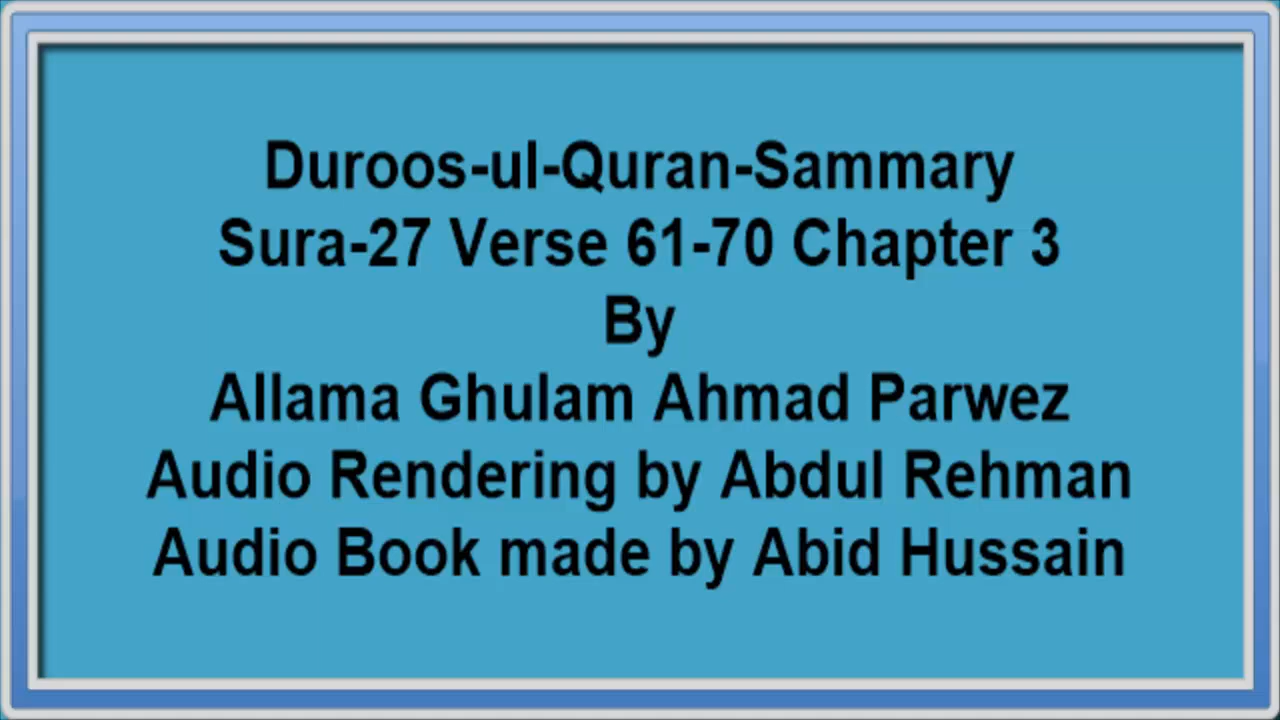 Duroos-ul-Quran-Sammary
Sura-27 Verse 61-70 Chapter 3
By
Allama Ghulam Ahmad Parwez
Audio Rendering by Abdul Rehman
Audio Book made by Abid Hussain